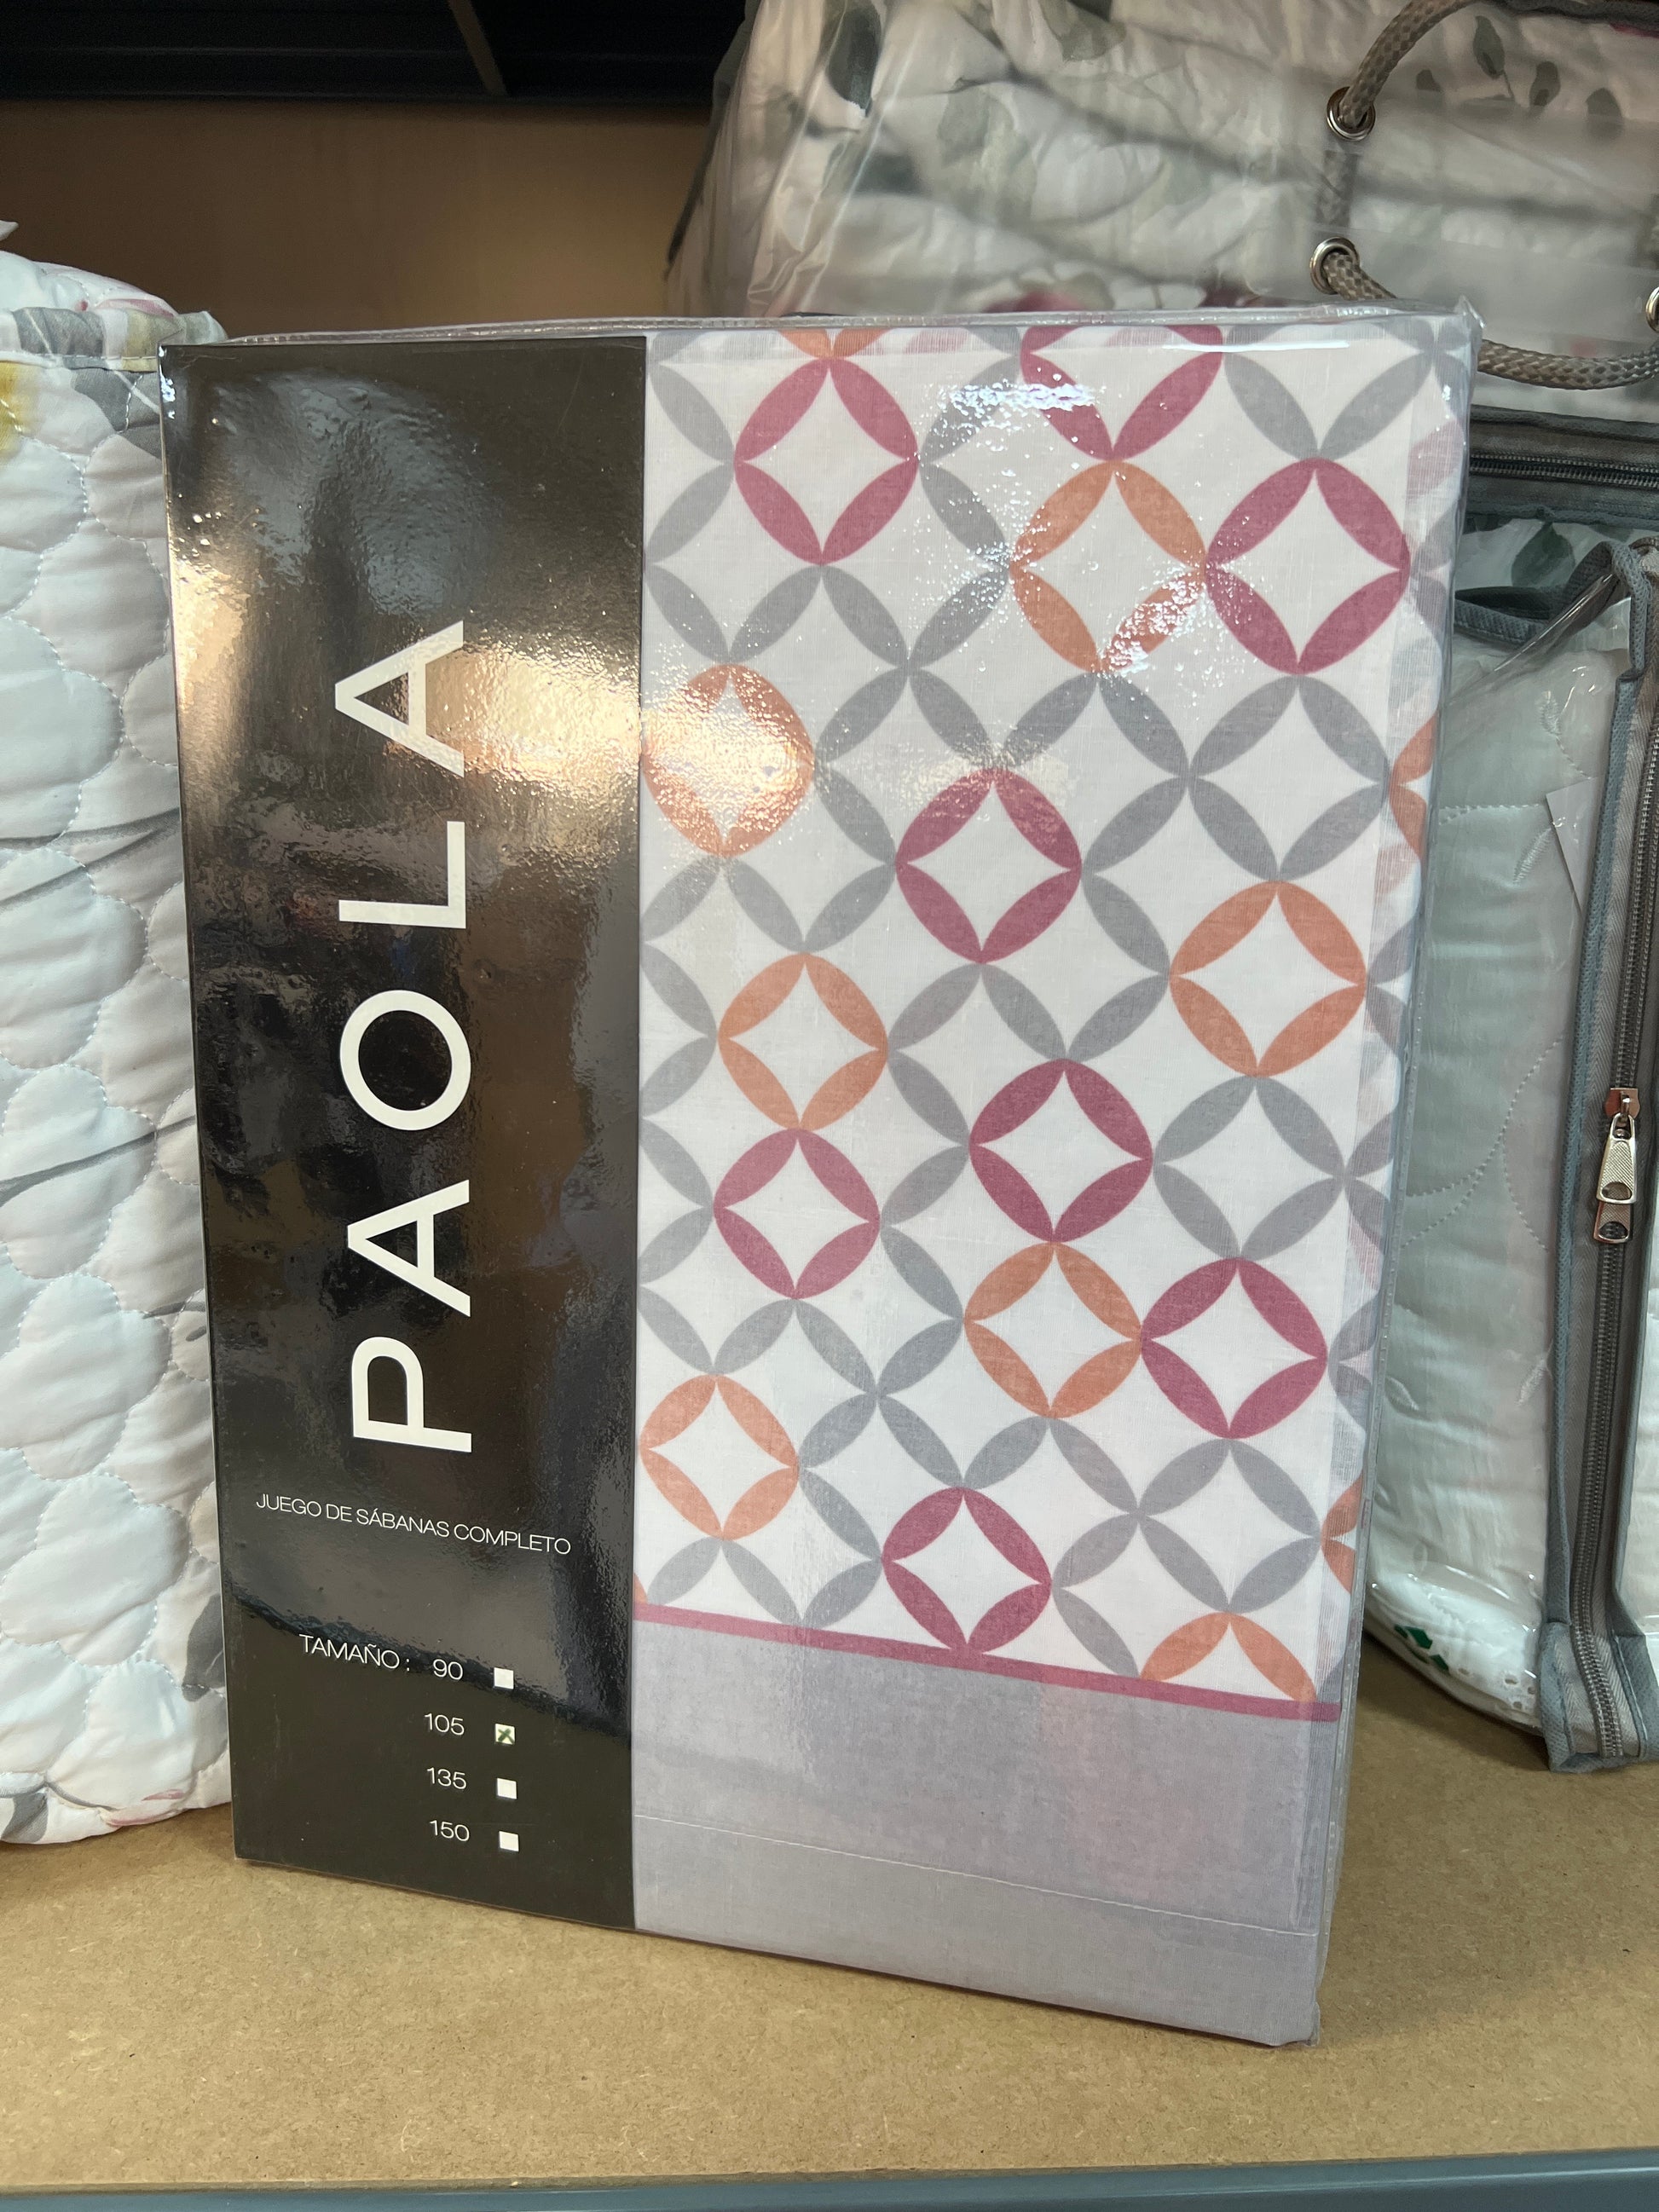 PAOLA
JUEGO DE SÁBANAS COMPLETO
TAMAÑO: 90
105
135
150